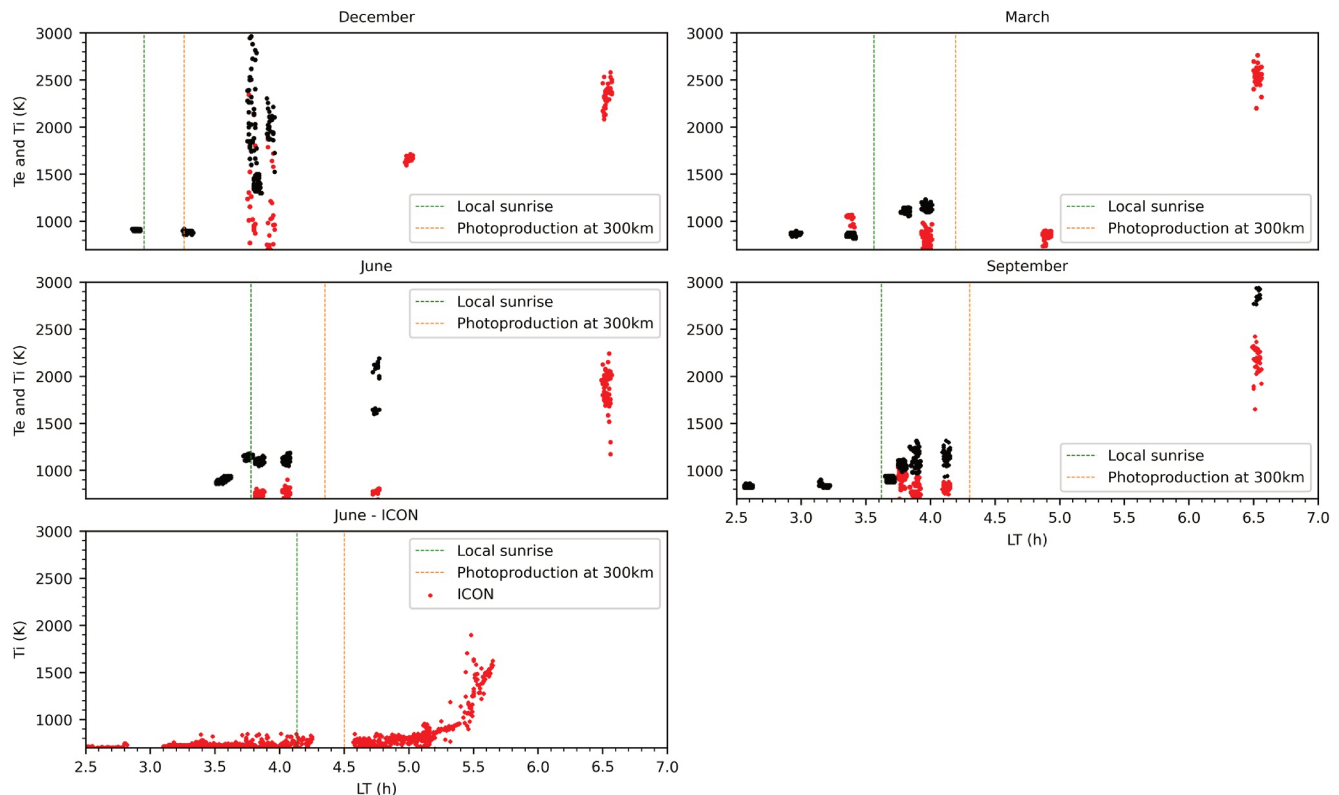 December
3000
2500
2000
1500
1000
Te and Ti (K)
Local sunrise
Photoproduction at 300km
March
3000
2500
2000
1500
1000
Local sunrise
Photoproduction at 300km
June
3000
2500
2000
1500
1000
Te and Ti (K)
Local sunrise
Photoproduction at 300km
September
3000
2500
2000
1500
1000
Local sunrise
Photoproduction at 300km
2.5 3.0 3.5 4.0 4.5 5.0 5.5 6.0 6.5 7.0
LT (h)
June - ICON
3000
2500
2000
1500
1000
Ti (K)
Local sunrise
Photoproduction at 300km
ICON
2.5 3.0 3.5 4.0 4.5 5.0 5.5 6.0 6.5 7.0
LT (h)